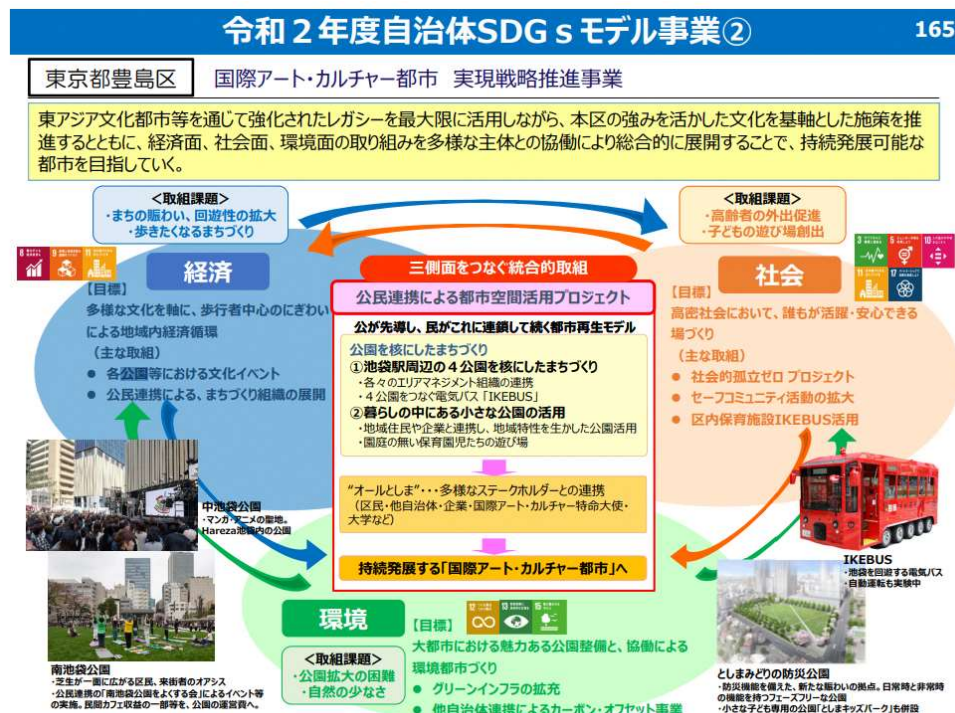 令和２年度自治体SDGｓモデル事業②
165
東京都豊島区
国際アート・カルチャー都市 実現戦略推進事業
東アジア文化都市等を通じて強化されたレガシーを最大限に活用しながら、本区の強みを活かした文化を基軸とした施策を推
進するとともに、経済面、社会面、環境面の取り組みを多様な主体との協働により総合的に展開することで、持続発展可能な
都市を目指していく。
＜取組課題＞
・まちの賑わい、回遊性の拡大
・歩きたくなるまちづくり
経済
【目標】
多様な文化を軸に、歩行者中心のにぎわい
による地域内経済循環
（主な取組）
● 各公園等における文化イベント
● 公民連携による、まちづくり組織の展開
三側面をつなぐ統合的取組
公民連携による都市空間活用プロジェクト
公が先導し、民がこれに連鎖して続く都市再生モデル
公園を核にしたまちづくり
①池袋駅周辺の４公園を核にしたまちづくり
・各々のエリアマネジメント組織の連携
・４公園をつなぐ電気バス「IKEBUS」
②暮らしの中にある小さな公園の活用
・地域住民や企業と連携し、地域特性を生かした公園活用
・園庭の無い保育園児たちの遊び場
“オールとしま”・・・多様なステークホルダーとの連携
（区民・他自治体・企業・国際アート・カルチャー特命大使・
大学など）
持続発展する「国際アート・カルチャー都市」へ
＜取組課題＞
・高齢者の外出促進
・子どもの遊び場創出
社会
【目標】
高密社会において、誰もが活躍・安心できる
場づくり
（主な取組）
● 社会的孤立ゼロ プロジェクト
● セーフコミュニティ活動の拡大
● 区内保育施設IKEBUS活用
中池袋公園
・マンガ・アニメの聖地。
Hareza池袋内の公園
IKEBUS
・池袋を回遊する電気バス
・自動運転も実験中
南池袋公園
・芝生が一面に広がる区民、来街者のオアシス
・公民連携の「南池袋公園をよくする会」によるイベント等
の実施。民間カフェ収益の一部等を、公園の運営費へ。
環境
＜取組課題＞
・公園拡大の困難
・自然の少なさ
【目標】
大都市における魅力ある公園整備と、協働による
環境都市づくり
● グリーンインフラの拡充
● 他自治体連携によるカーボン・オフセット事業
としまみどりの防災公園
・防災機能を備えた、新たな賑わいの拠点。日常時と非常時
の機能を持つフェーズフリーな公園
・小さな子ども専用の公園「としまキッズパーク」も併設